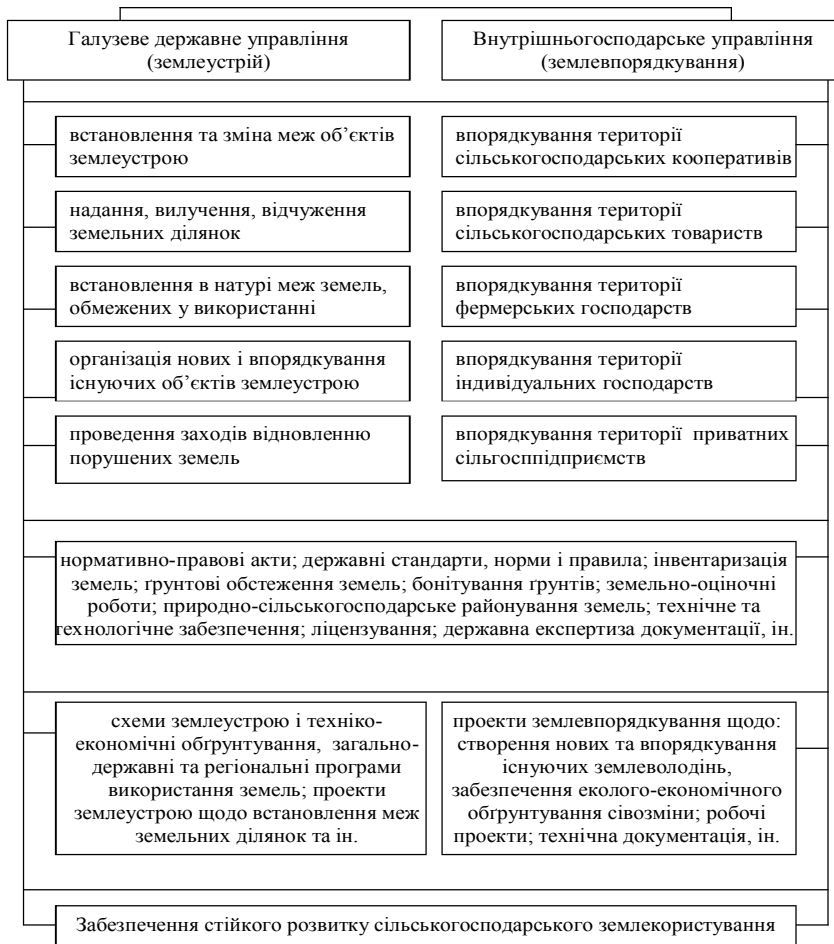 Галузеве державне управління
(землеустрій)
Внутрішньогосподарське управління
(землевпорядкування)
встановлення та зміна меж об’єктів
землеустрою
впорядкування території
сільськогосподарських кооперативів
надання, вилучення, відчуження
земельних ділянок
впорядкування території
сільськогосподарських товариств
встановлення в натурі меж земель,
обмежених у використанні
впорядкування території
фермерських господарств
організація нових і впорядкування
існуючих об’єктів землеустрою
впорядкування території
індивідуальних господарств
проведення заходів відновленню
порушених земель
впорядкування території приватних
сільгосппідприємств
нормативно-правові акти; державні стандарти, норми і правила; інвентаризація
земель; ґрунтові обстеження земель; бонітування ґрунтів; земельно-оціночні
роботи; природно-сільськогосподарське районування земель; технічне та
технологічне забезпечення; ліцензування; державна експертиза документації, ін.
схеми землеустрою і техніко-
економічні обґрунтування, загально-
державні та регіональні програми
використання земель; проекти
землеустрою щодо встановлення меж
земельних ділянок та ін.
проекти землевпорядкування щодо:
створення нових та впорядкування
існуючих землеволодінь,
забезпечення еколого-економічного
обґрунтування сівозміни; робочі
проекти; технічна документація, ін.
Забезпечення стійкого розвитку сільськогосподарського землекористування